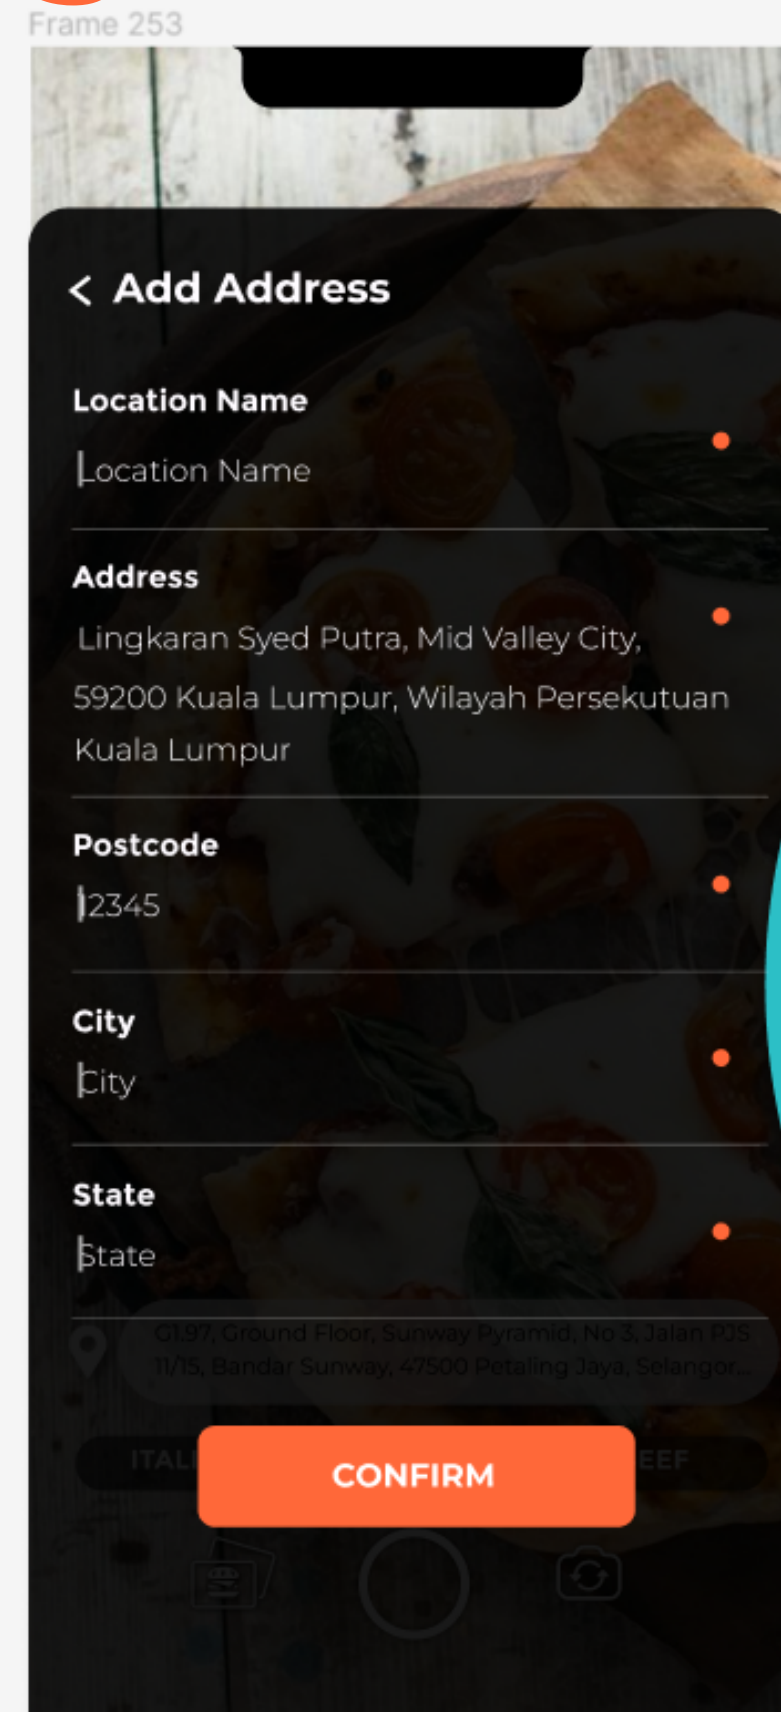 Frame 253
< Add Address
Location Name
Location Name
Address
Lingkaran Syed Putra, Mid Valley City,
59200 Kuala Lumpur, Wilayah Persekutuan
Kuala Lumpur
Postcode
12345
City
City
State
State
G1.97, Ground Floor, Sunway Pyramid, No 3, Jalan PJS
11/15, Bandar Sunway, 47500 Petaling Jaya, Selangor...
CONFIRM